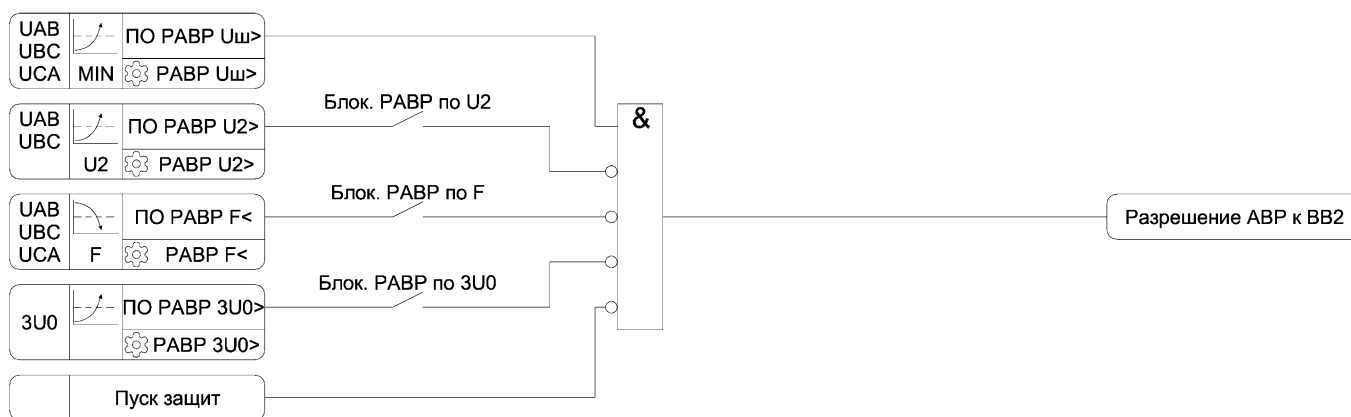 UAB
UBC
UCA
MIN
ПО РАВР Uш>
РАВР Uш>
UAB
UBC
U2
ПО РАВР U2>
РАВР U2>
Блок. РАВР по U2
UAB
UBC
UCA
F
ПО РАВР F<
РАВР F<
Блок. РАВР по F
3U0
ПО РАВР 3U0>
РАВР 3U0>
Блок. РАВР по 3U0
Пуск защит
&
Разрешение АВР к ВВ2